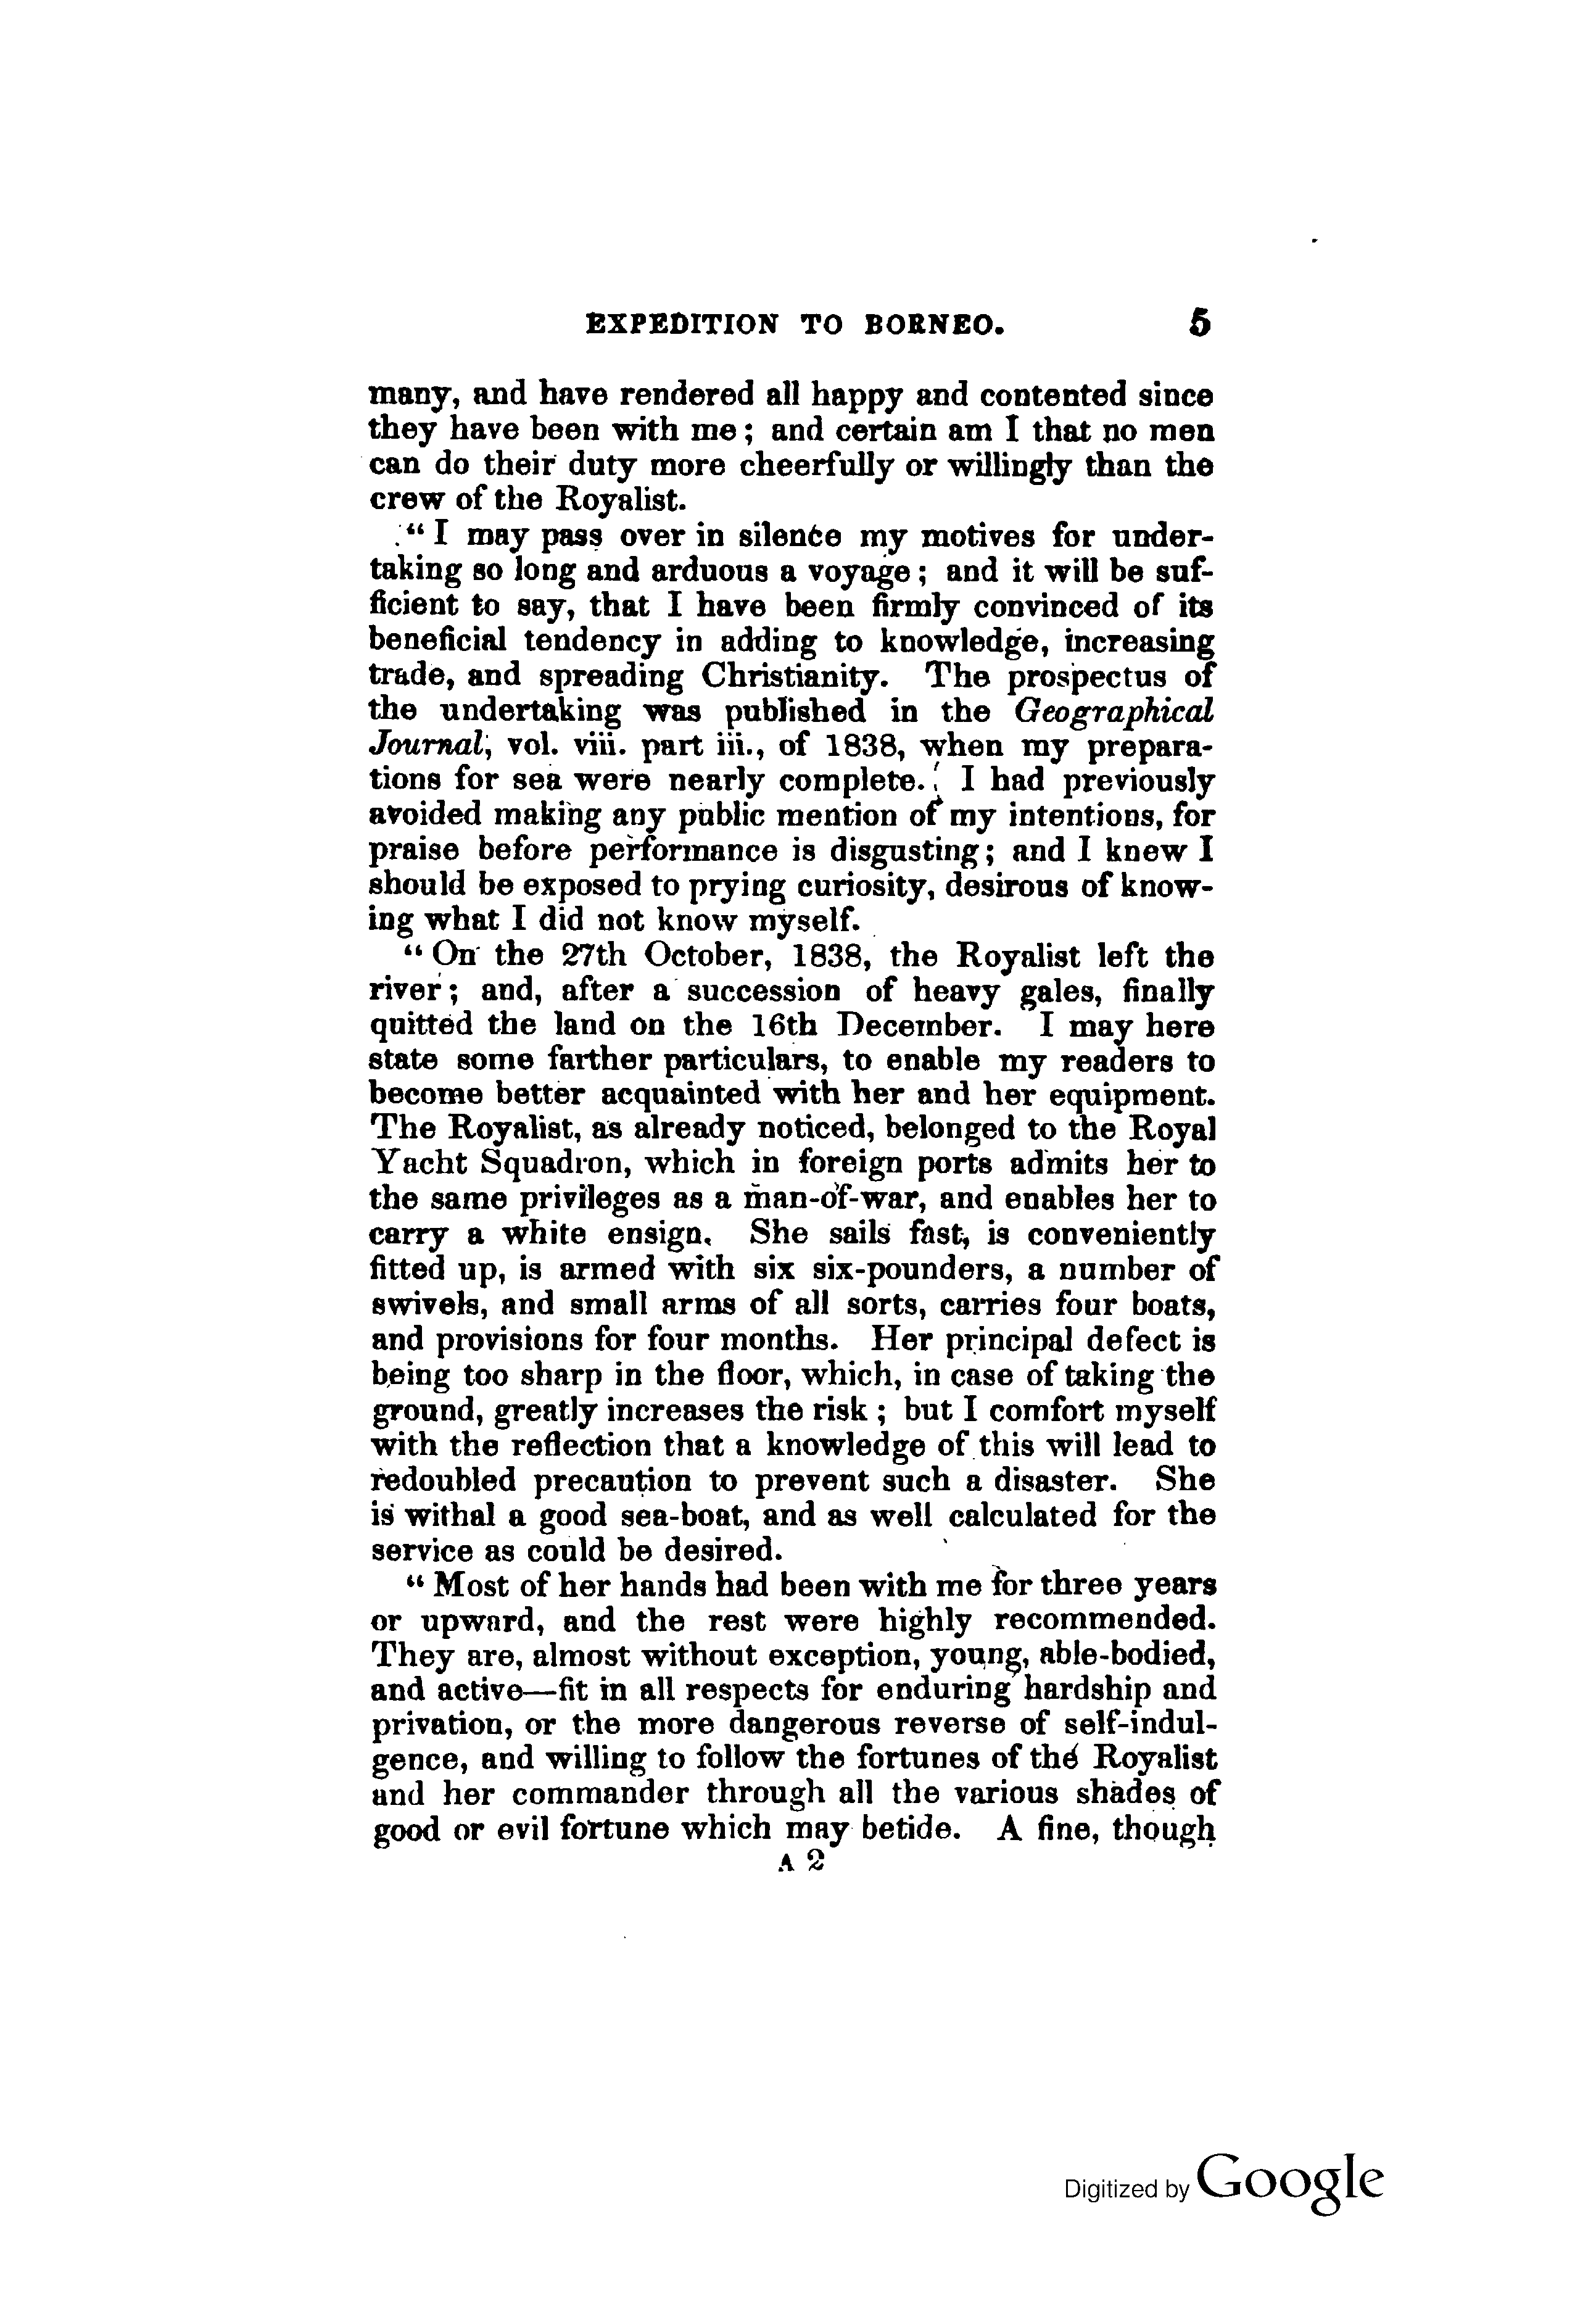 EXPEDITION TO BORNEO. 5
many, and have rendered all happy and contented since
they have been with me; and certain am I that no men
can do their duty more cheerfully or willingly than the
crew of the Royalist.
“ I may pass over in silence my motives for under-
taking so long and arduous a voyage; and it will be suf-
ficient to say, that I have been firmly convinced of its
beneficial tendency in adding to knowledge, increasing
trade, and spreading Christianity. The prospectus of
the undertaking was published in the Geographical
Journal, vol. viii. part iii., of 1838, when my prepara-
tions for sea were nearly complete. I had previously
avoided making any public mention of my intentions, for
praise before performance is disgusting; and I knew I
should be exposed to prying curiosity, desirous of know-
ing what I did not know myself.
“ On the 27th October, 1838, the Royalist left the
river; and, after a succession of heavy gales, finally
quitted the land on the 16th December. I may here
state some farther particulars, to enable my readers to
become better acquainted with her and her equipment.
The Royalist, as already noticed, belonged to the Royal
Yacht Squadron, which in foreign ports admits her to
the same privileges as a man-of-war, and enables her to
carry a white ensign. She sails fast, is conveniently
fitted up, is armed with six six-pounders, a number of
swivels, and small arms of all sorts, carries four boats,
and provisions for four months. Her principal defect is
being too sharp in the floor, which, in case of taking the
ground, greatly increases the risk; but I comfort myself
with the reflection that a knowledge of this will lead to
redoubled precaution to prevent such a disaster. She
is withal a good sea-boat, and as well calculated for the
service as could be desired.
“ Most of her hands had been with me for three years
or upward, and the rest were highly recommended.
They are, almost without exception, young, able-bodied,
and active—fit in all respects for enduring hardship and
privation, or the more dangerous reverse of self-indul-
gence, and willing to follow the fortunes of the Royalist
and her commander through all the various shades of
good or evil fortune which may betide. A fine, though
A 2
Digitized by Google